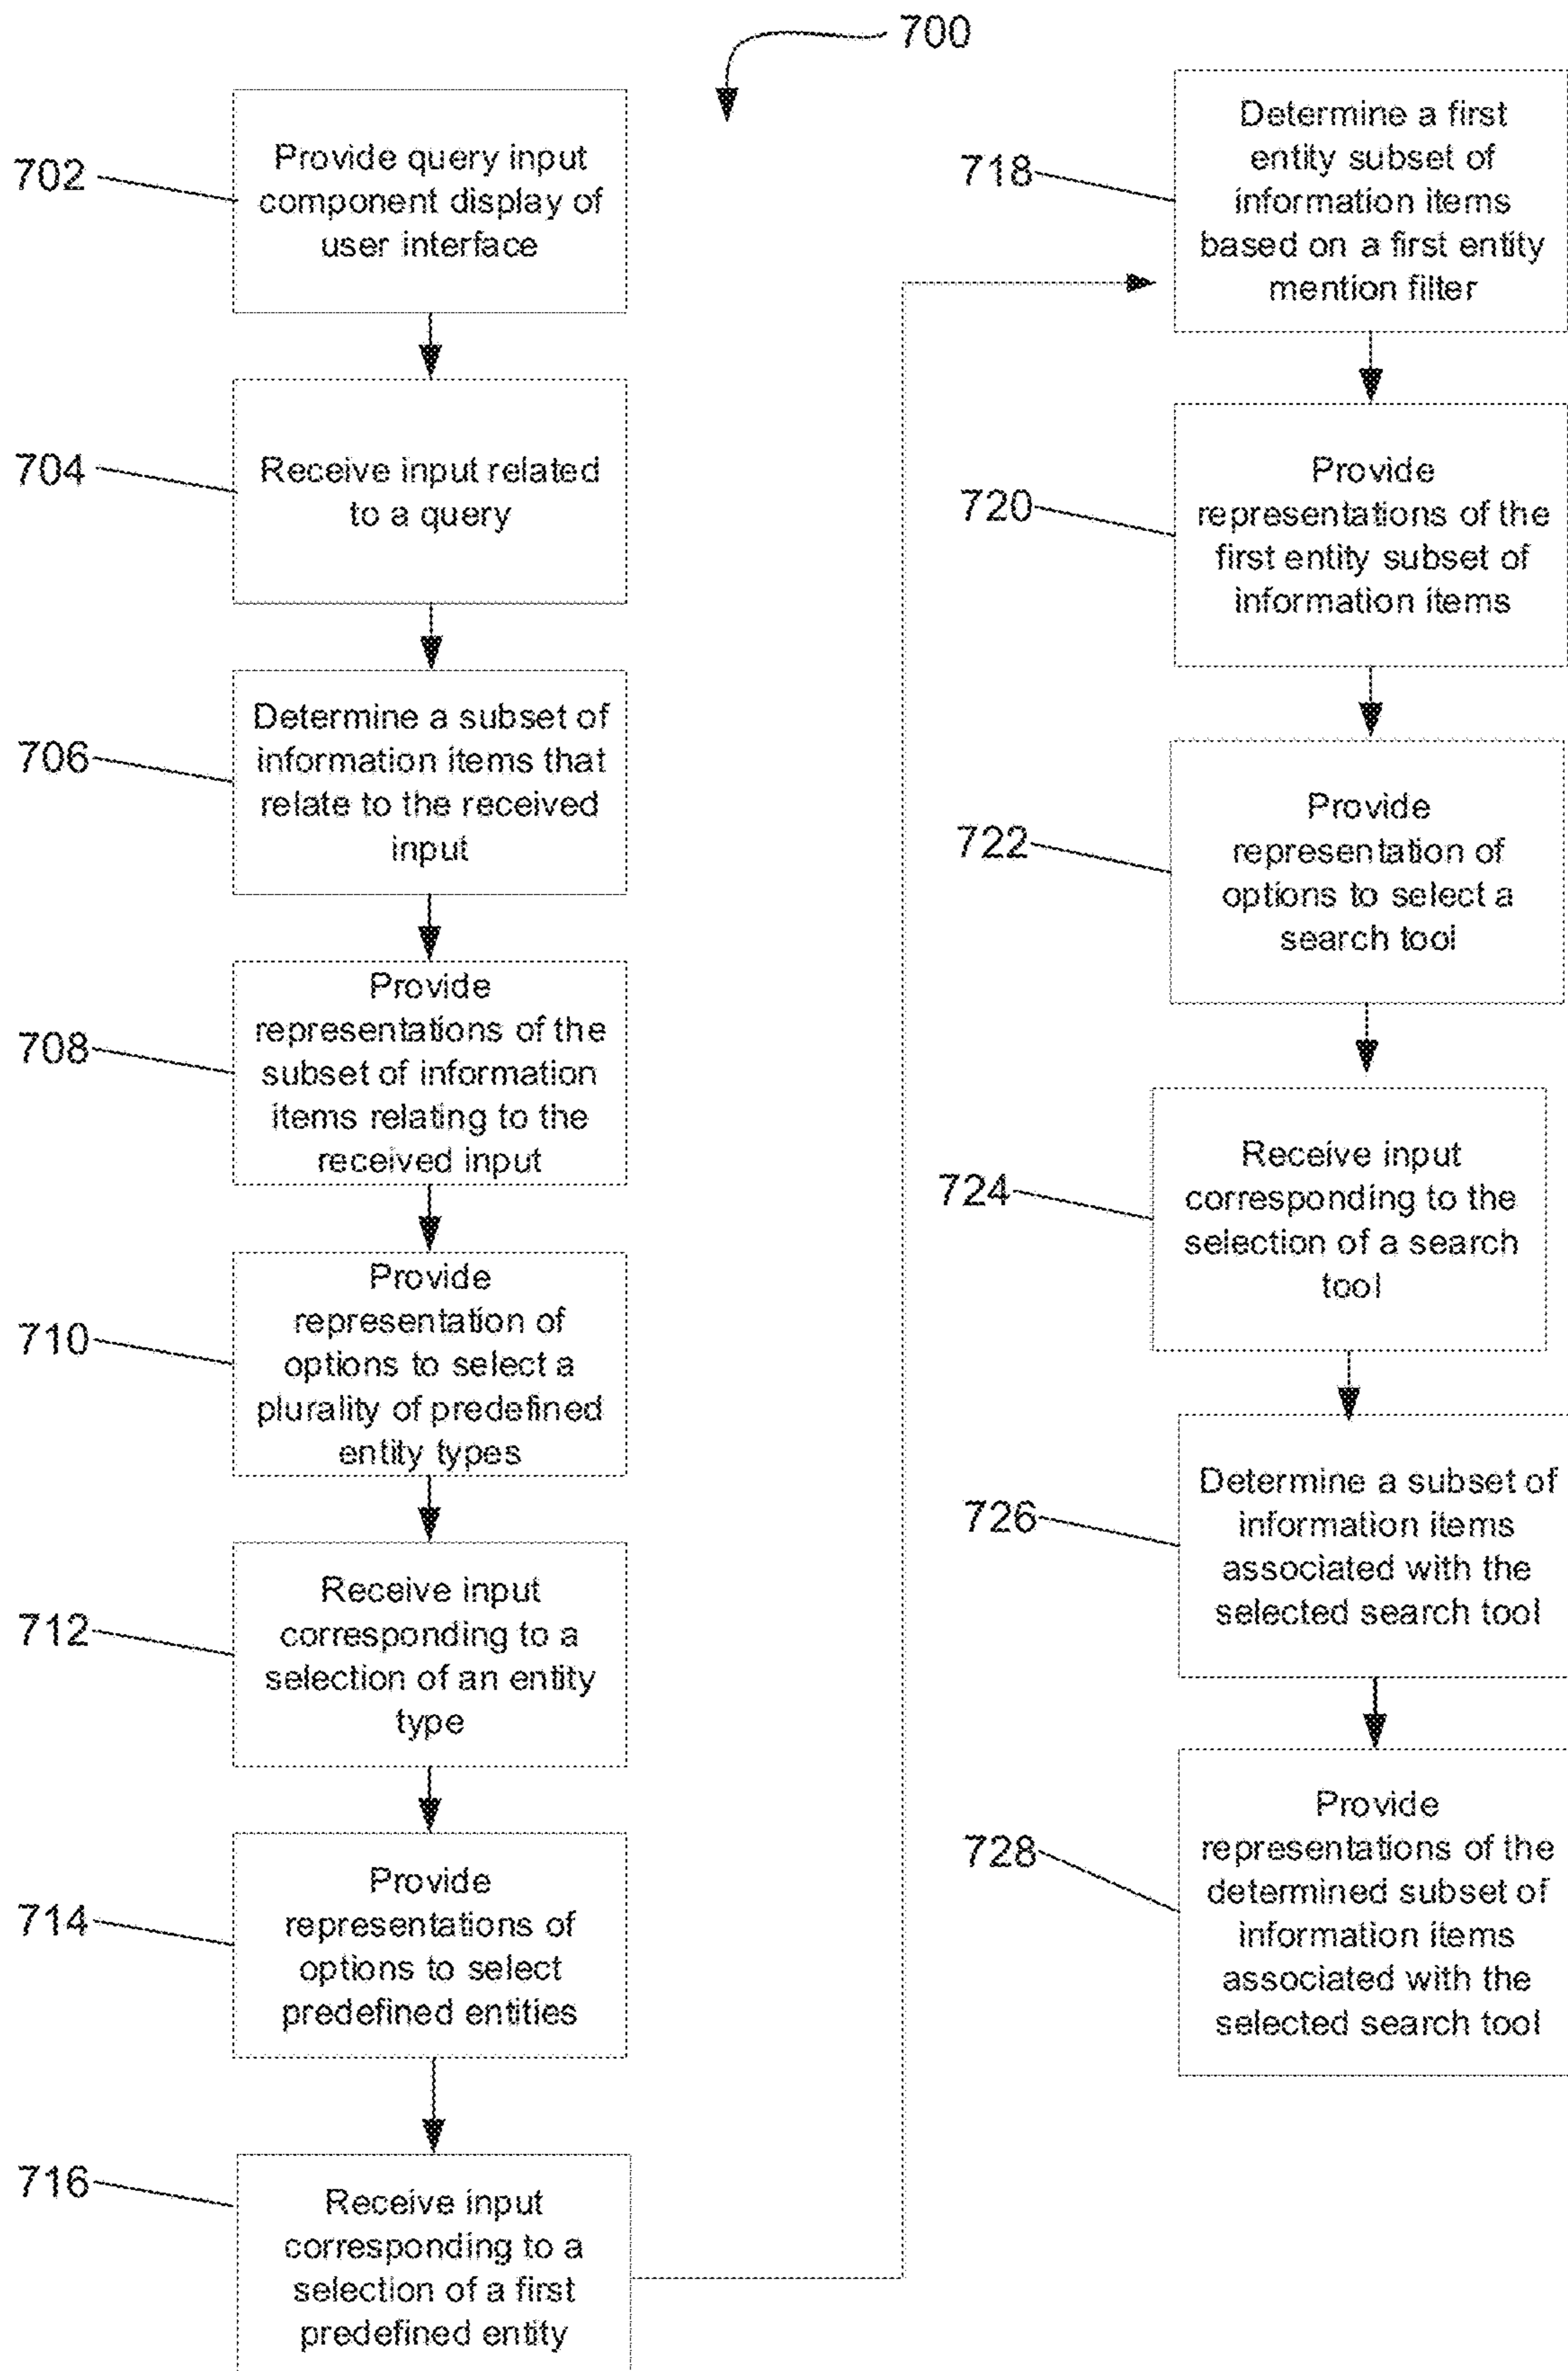 700
702
Provide query input
component display of
user interface
704
Receive input related
to a query
706
Determine a subset of
information items that
relate to the received
input
708
Provide
representations of the
subset of information
items relating to the
received input
710
Provide
representation of
options to select a
plurality of predefined
entity types
712
Receive input
corresponding to a
selection of an entity
type
714
Provide
representations of
options to select
predefined entities
716
Receive input
corresponding to a
selection of a first
predefined entity
718
Determine a first
entity subset of
information items
based on a first entity
mention filter
720
Provide
representations of the
first entity subset of
information items
722
Provide
representation of
options to select a
search tool
724
Receive input
corresponding to the
selection of a search
tool
726
Determine a subset of
information items
associated with the
selected search tool
728
Provide
representations of the
determined subset of
information items
associated with the
selected search tool